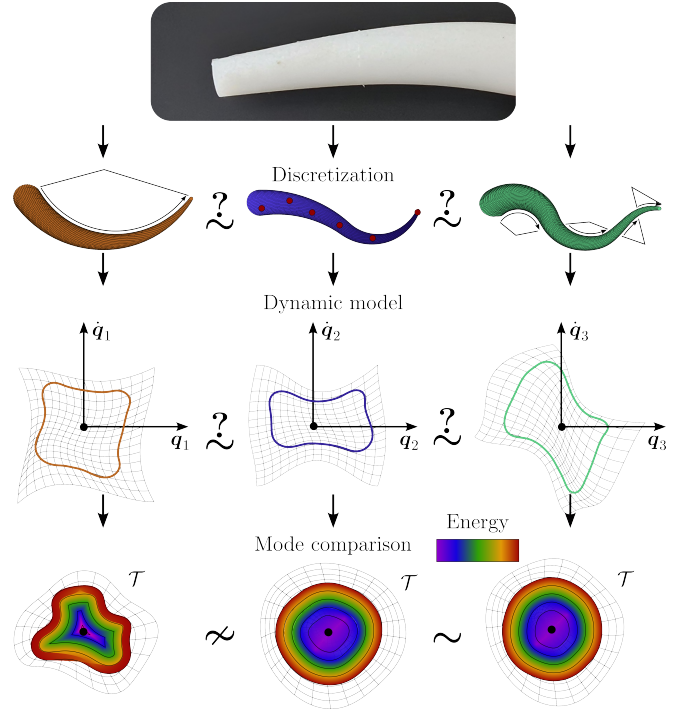 Discretization
? ∼ ? ∼
Dynamic model
q̇₁ q̇₂ q̇₃
? ∼ ? ∼
q₁ q₂ q₃
Energy
Mode comparison
𝒯 𝒯 𝒯
≁ ∼